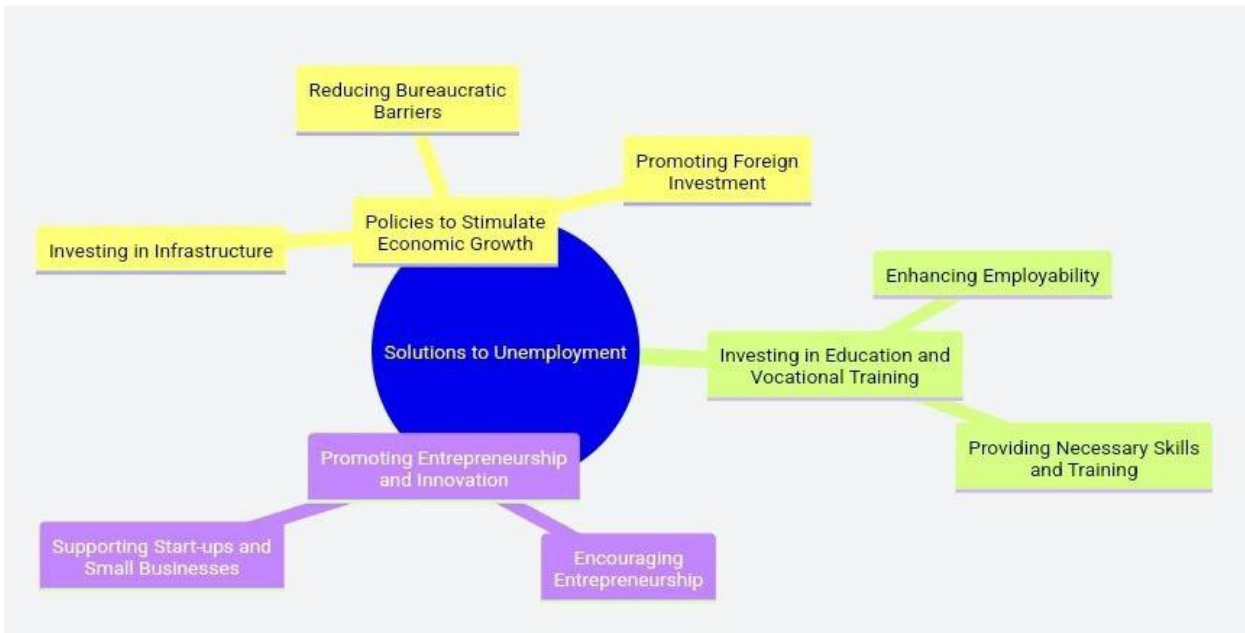 Reducing Bureaucratic
Barriers
Promoting Foreign
Investment
Policies to Stimulate
Economic Growth
Investing in Infrastructure
Enhancing Employability
Solutions to Unemployment
Investing in Education and
Vocational Training
Providing Necessary Skills
and Training
Promoting Entrepreneurship
and Innovation
Supporting Start-ups and
Small Businesses
Encouraging
Entrepreneurship